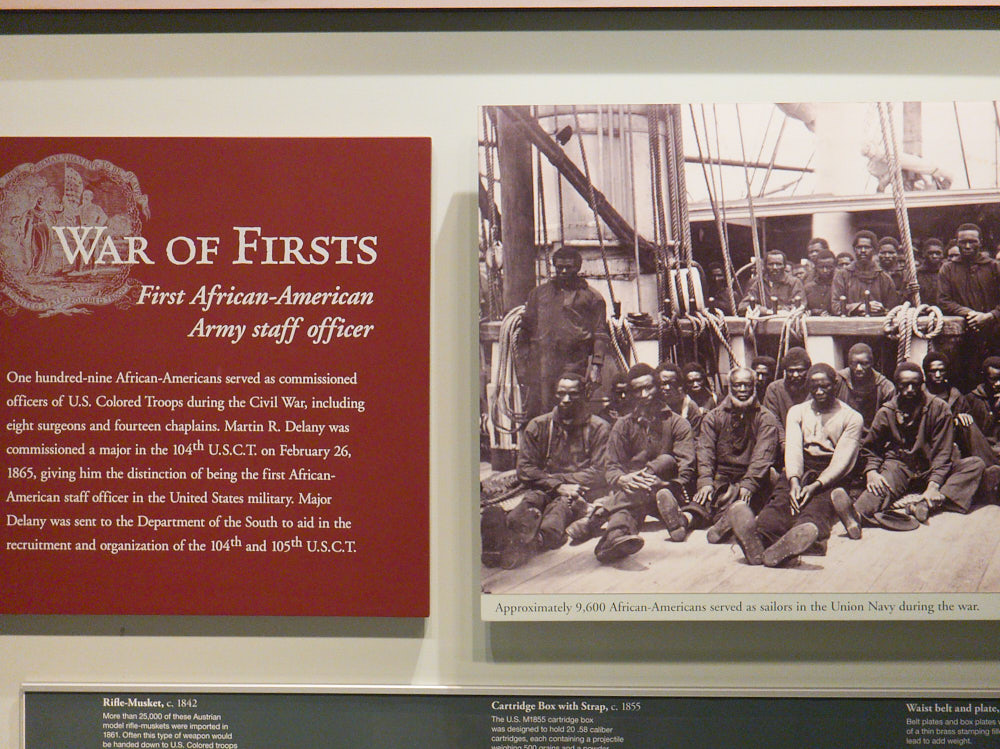 War of Firsts
First African-American
Army staff officer
One hundred-nine African-Americans served as commissioned
officers of U.S. Colored Troops during the Civil War, including
eight surgeons and fourteen chaplains. Martin R. Delany was
commissioned a major in the 104th U.S.C.T. on February 26,
1865, giving him the distinction of being the first African-
American staff officer in the United States military. Major
Delany was sent to the Department of the South to aid in the
recruitment and organization of the 104th and 105th U.S.C.T.
Approximately 9,600 African-Americans served as sailors in the Union Navy during the war.
Rifle-Musket, c. 1842
More than 25,000 of these Austrian
model rifle-muskets were imported in
1861. Often this type of weapon would
be handed down to U.S. Colored troops
Cartridge Box with Strap, c. 1855
The U.S. M1855 cartridge box
was designed to hold 20 .58 caliber
cartridges, each containing a projectile
weighing 500 grains and a powder
Waist belt and plate,
Belt plates and box plates
of a thin brass stamping
lead to add weight.